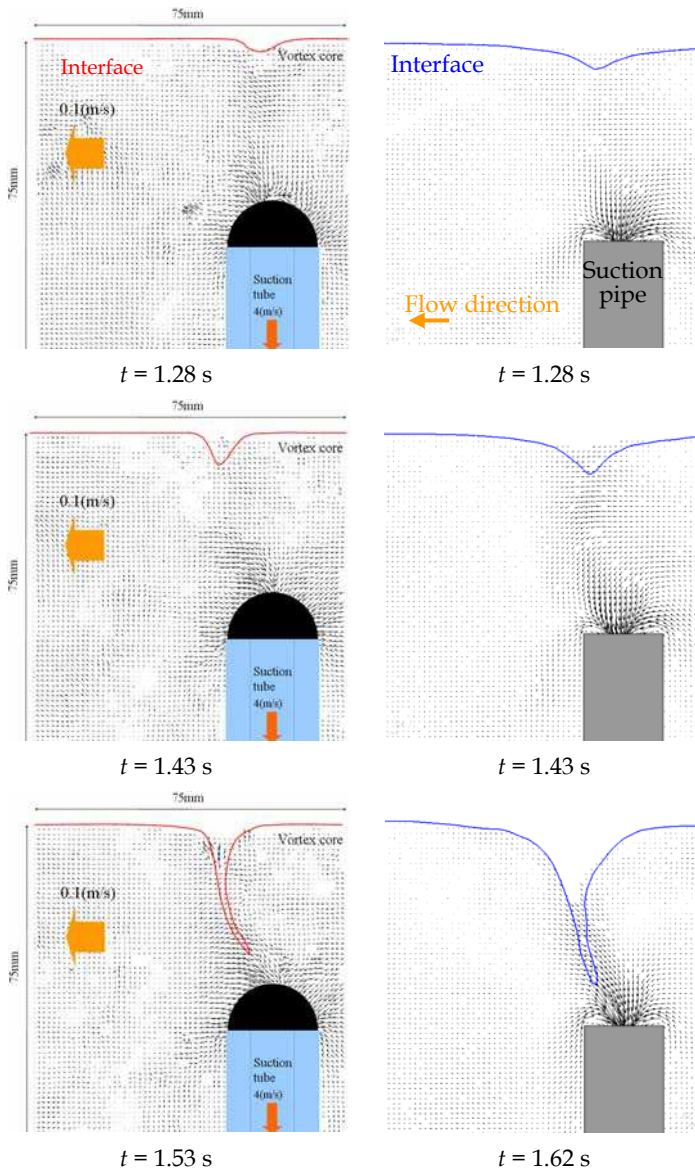 75mm
Interface
Vortex core
0.1(m/s)
75mm
Suction
tube
4(m/s)
t = 1.28 s
Interface
Suction
pipe
Flow direction
t = 1.28 s
75mm
Vortex core
0.1(m/s)
75mm
Suction
tube
4(m/s)
t = 1.43 s
t = 1.43 s
75mm
Vortex core
0.1(m/s)
75mm
Suction
tube
4(m/s)
t = 1.53 s
t = 1.62 s